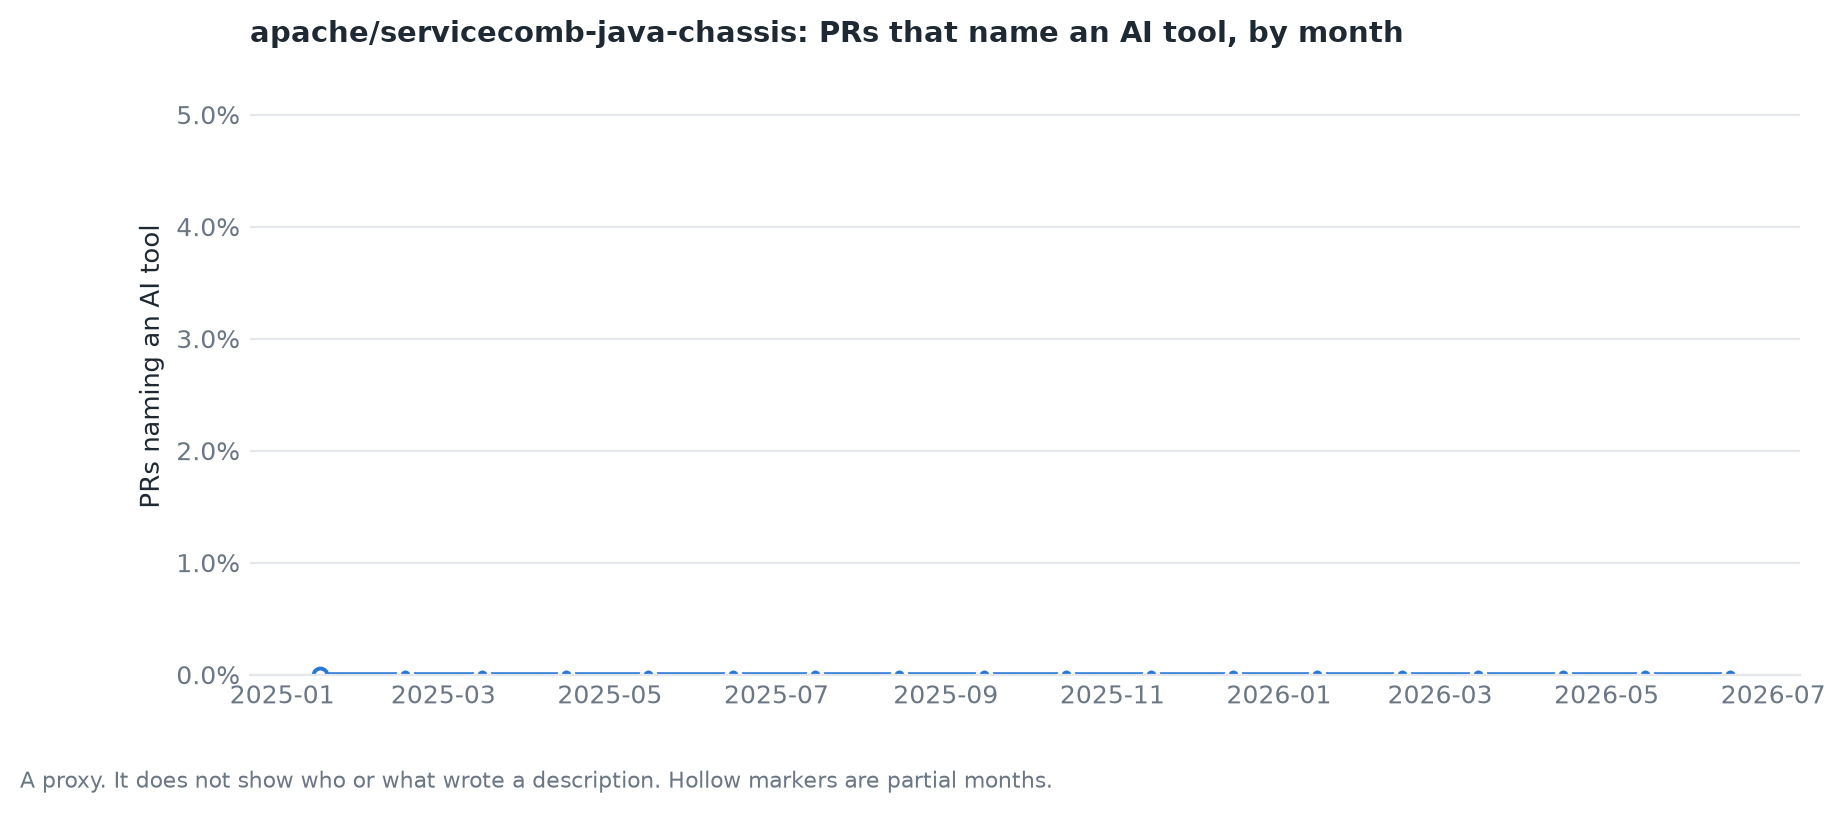 apache/servicecomb-java-chassis: PRs that name an AI tool, by month
PRs naming an AI tool
5.0%
4.0%
3.0%
2.0%
1.0%
0.0%
2025-01 2025-03 2025-05 2025-07 2025-09 2025-11 2026-01 2026-03 2026-05 2026-07
A proxy. It does not show who or what wrote a description. Hollow markers are partial months.